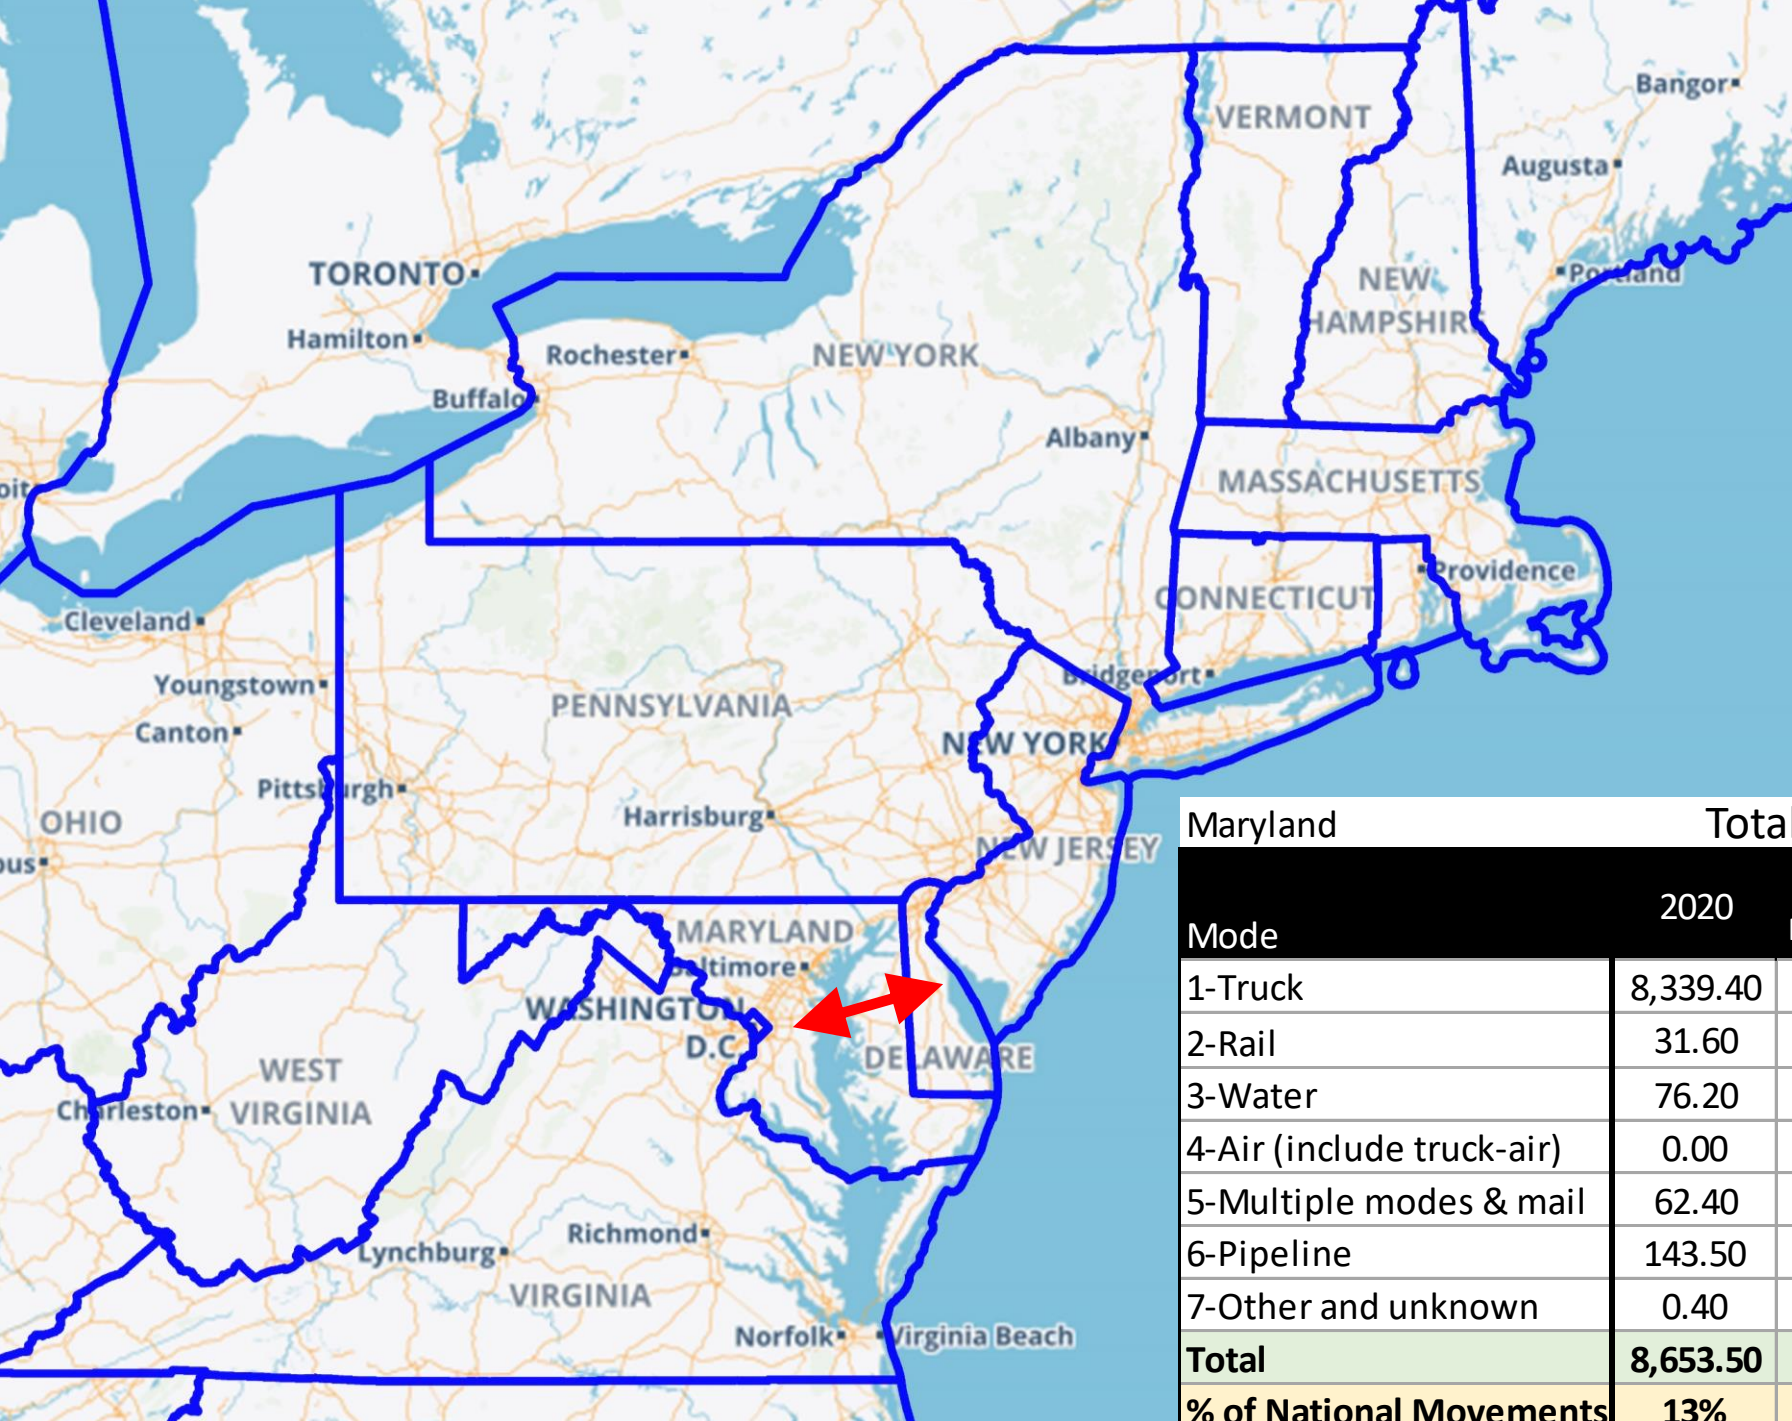 Bangor
VERMONT
Augusta
TORONTO
NEW
HAMPSHIRE
Portland
Hamilton
Rochester
NEW YORK
Buffalo
Albany
MASSACHUSETTS
oit
Providence
CONNECTICUT
Cleveland
Bridgeport
Youngstown
PENNSYLVANIA
Canton
NEW YORK
Pittsburgh
Harrisburg
OHIO
NEW JERSEY
bus
MARYLAND
Baltimore
WASHINGTON
D.C.
DELAWARE
WEST
VIRGINIA
Charleston
Richmond
Lynchburg
VIRGINIA
Norfolk
Virginia Beach
Maryland Total
Mode 2020
1-Truck 8,339.40
2-Rail 31.60
3-Water 76.20
4-Air (include truck-air) 0.00
5-Multiple modes & mail 62.40
6-Pipeline 143.50
7-Other and unknown 0.40
Total 8,653.50
% of National Movements 13%